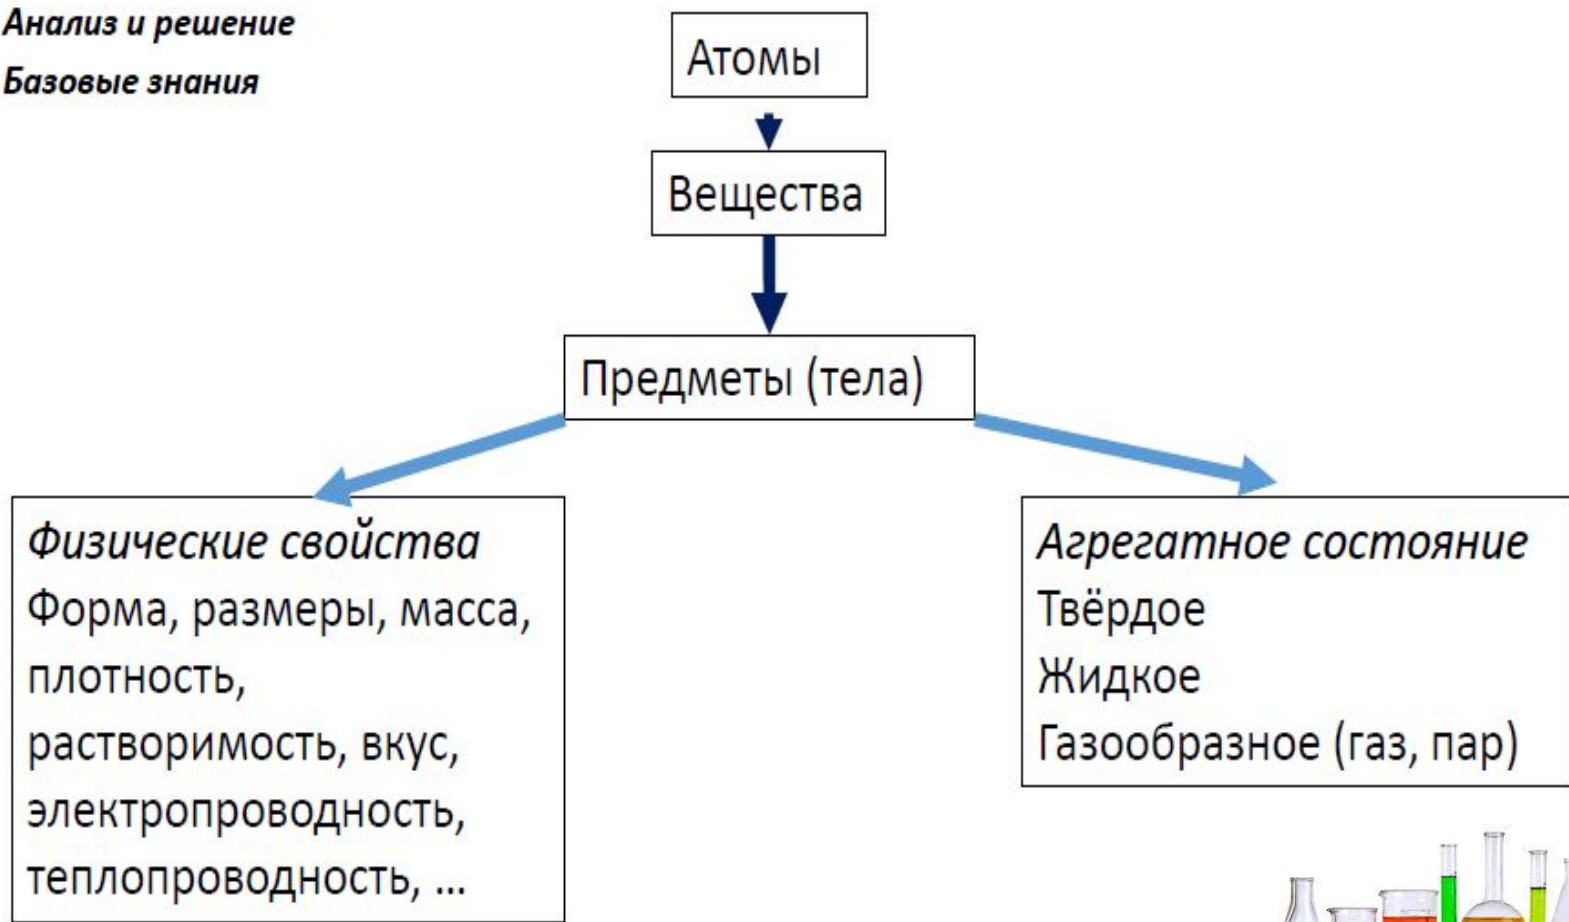 Анализ и решение
Базовые знания
Атомы
Вещества
Предметы (тела)
Физические свойства
Форма, размеры, масса,
плотность,
растворимость, вкус,
электропроводность,
теплопроводность, ...
Агрегатное состояние
Твёрдое
Жидкое
Газообразное (газ, пар)